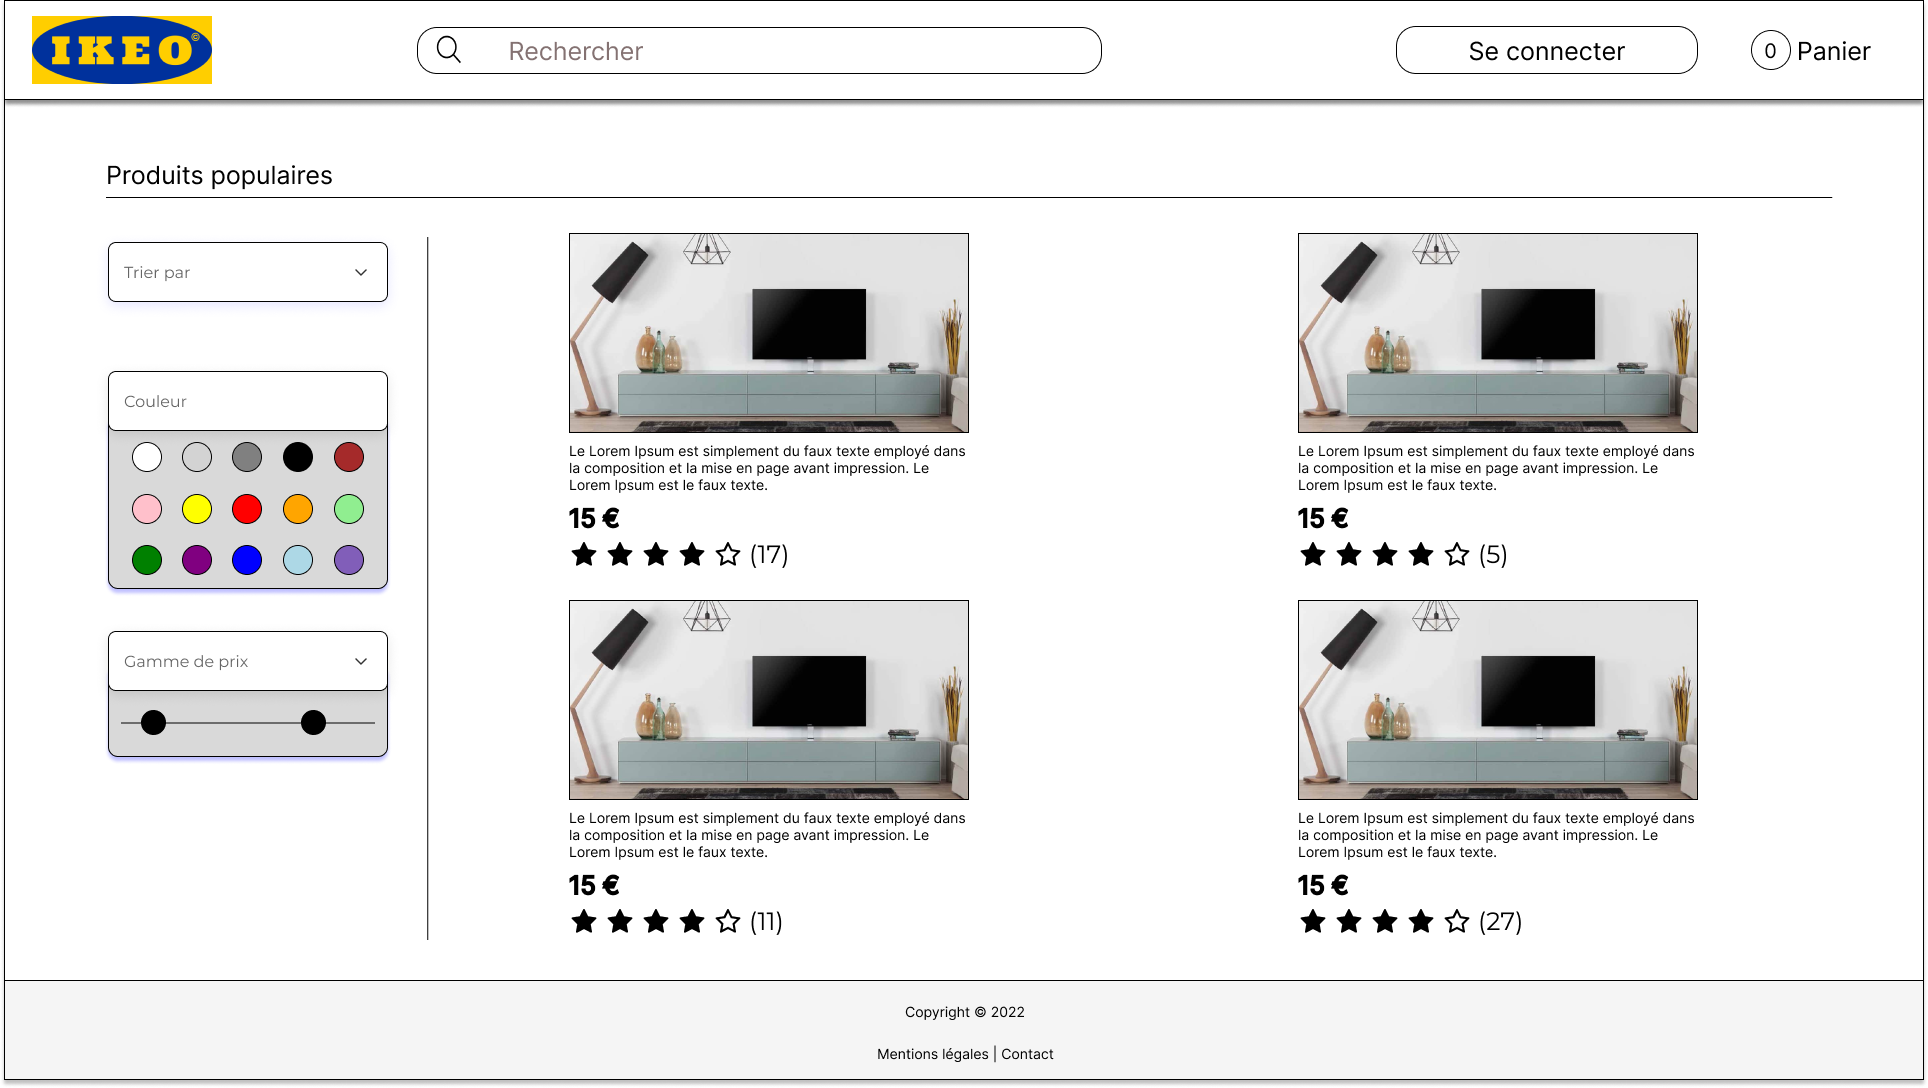 IKEO©
Rechercher
Se connecter
0 Panier
Produits populaires
Trier par
Couleur
Gamme de prix
Le Lorem Ipsum est simplement du faux texte employé dans
la composition et la mise en page avant impression. Le
Lorem Ipsum est le faux texte.
15 €
(17)
Le Lorem Ipsum est simplement du faux texte employé dans
la composition et la mise en page avant impression. Le
Lorem Ipsum est le faux texte.
15 €
(5)
Le Lorem Ipsum est simplement du faux texte employé dans
la composition et la mise en page avant impression. Le
Lorem Ipsum est le faux texte.
15 €
(11)
Le Lorem Ipsum est simplement du faux texte employé dans
la composition et la mise en page avant impression. Le
Lorem Ipsum est le faux texte.
15 €
(27)
Copyright © 2022
Mentions légales | Contact